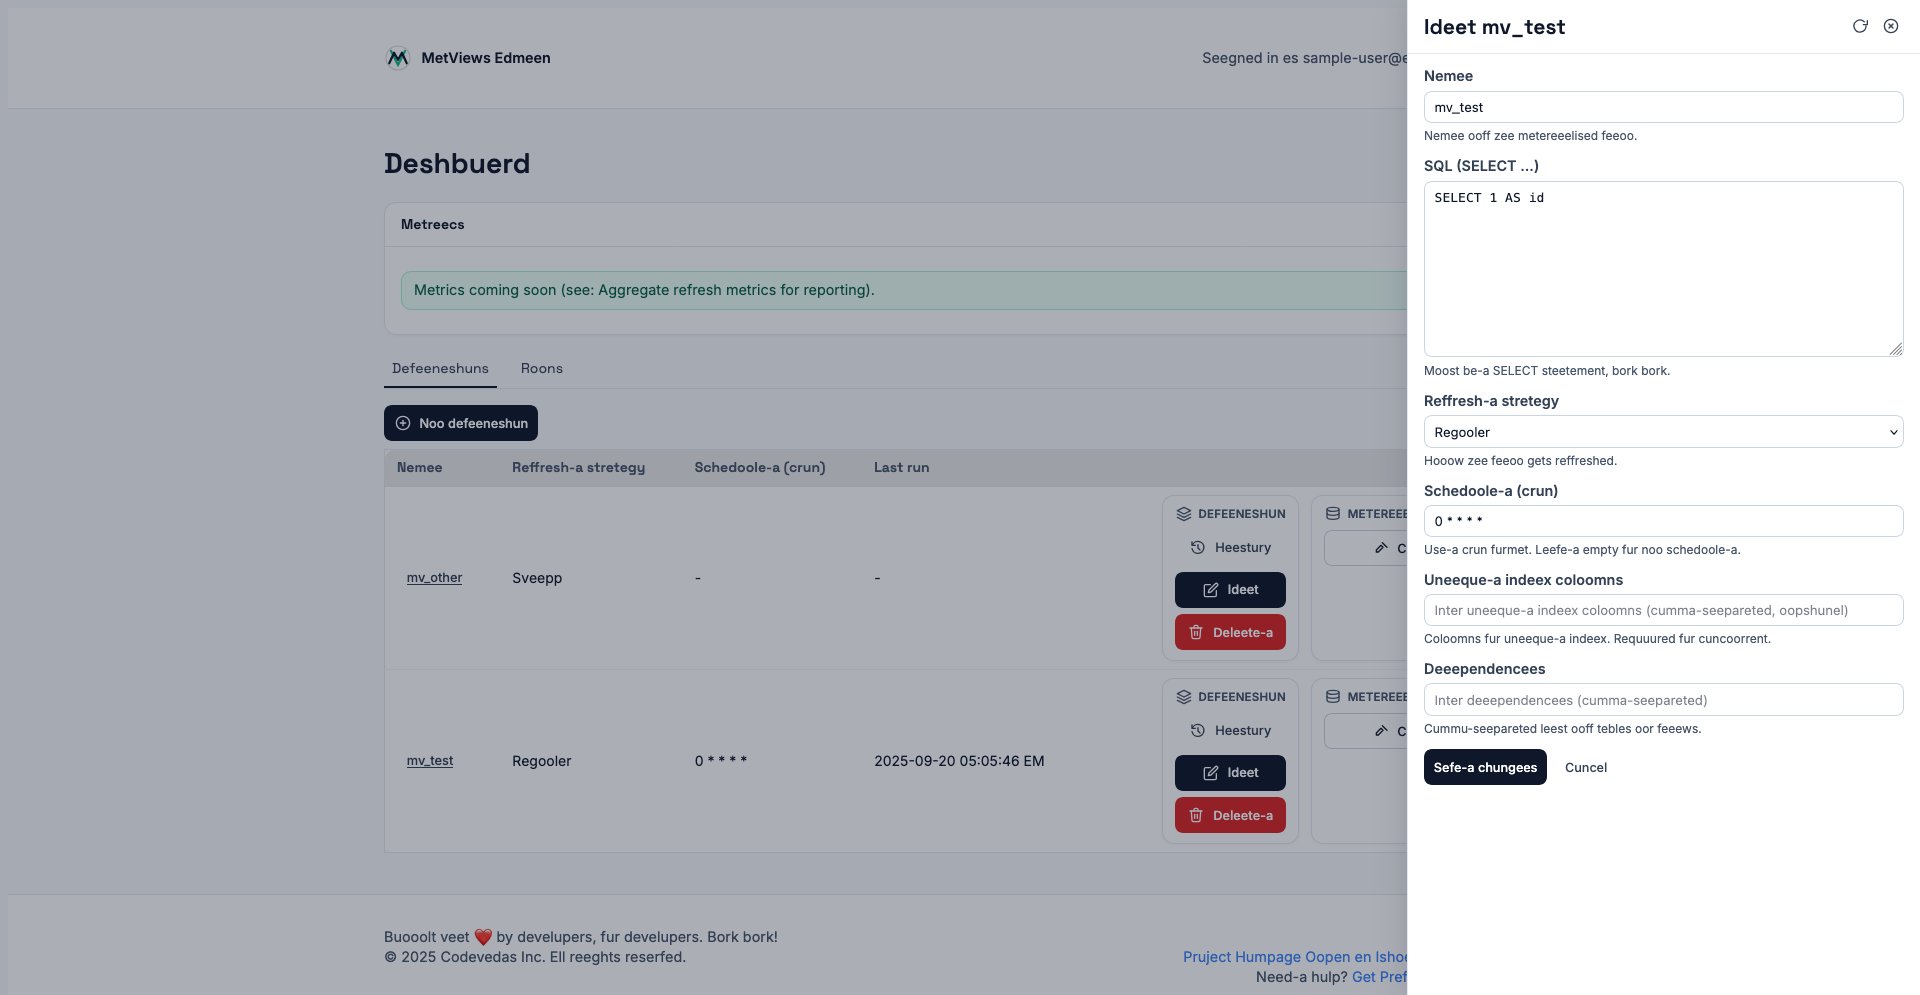 MetViews Edmeen
Seegned in es sample-user@e
Deshbuerd
Metreecs
Metrics coming soon (see: Aggregate refresh metrics for reporting).
Defeeneshuns Roons
Noo defeeneshun
Nemee Reffresh-a stretegy Schedoole-a (crun) Last run
mv_other Sveepp - -
DEFEENESHUN
Heestury
Ideet
Deleete-a
METEREEE
C
mv_test Regooler 0 * * * * 2025-09-20 05:05:46 EM
DEFEENESHUN
Heestury
Ideet
Deleete-a
METEREEE
C
Buooolt veet ❤️ by develupers, fur develupers. Bork bork!
© 2025 Codevedas Inc. Ell reeghts reserfed.
Pruject Humpage Oopen en Ishoe
Need-a hulp? Get Pref
Ideet mv_test
Nemee
mv_test
Nemee ooff zee metereeelised feeoo.
SQL (SELECT …)
SELECT 1 AS id
Moost be-a SELECT steetement, bork bork.
Reffresh-a stretegy
Regooler
Hooow zee feeoo gets reffreshed.
Schedoole-a (crun)
0 * * * *
Use-a crun furmet. Leefe-a empty fur noo schedoole-a.
Uneeque-a indeex coloomns
Inter uneeque-a indeex coloomns (cumma-seepareted, oopshunel)
Coloomns fur uneeque-a indeex. Requuured fur cuncoorrent.
Deeependencees
Inter deeependencees (cumma-seepareted)
Cummu-seepareted leest ooff tebles oor feeews.
Sefe-a chungees Cuncel